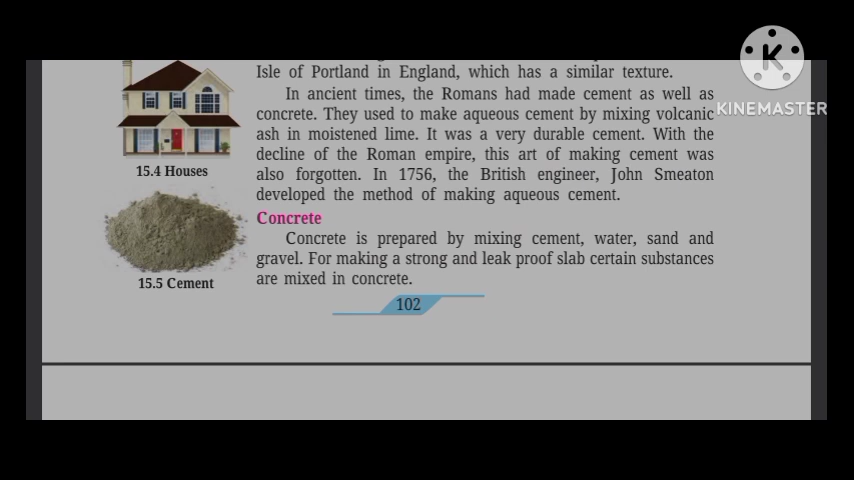 Isle of Portland in England, which has a similar texture.
In ancient times, the Romans had made cement as well as
concrete. They used to make aqueous cement by mixing volcanic
ash in moistened lime. It was a very durable cement. With the
decline of the Roman empire, this art of making cement was
also forgotten. In 1756, the British engineer, John Smeaton
developed the method of making aqueous cement.
Concrete
Concrete is prepared by mixing cement, water, sand and
gravel. For making a strong and leak proof slab certain substances
are mixed in concrete.
15.4 Houses
15.5 Cement
102
KINEMASTER